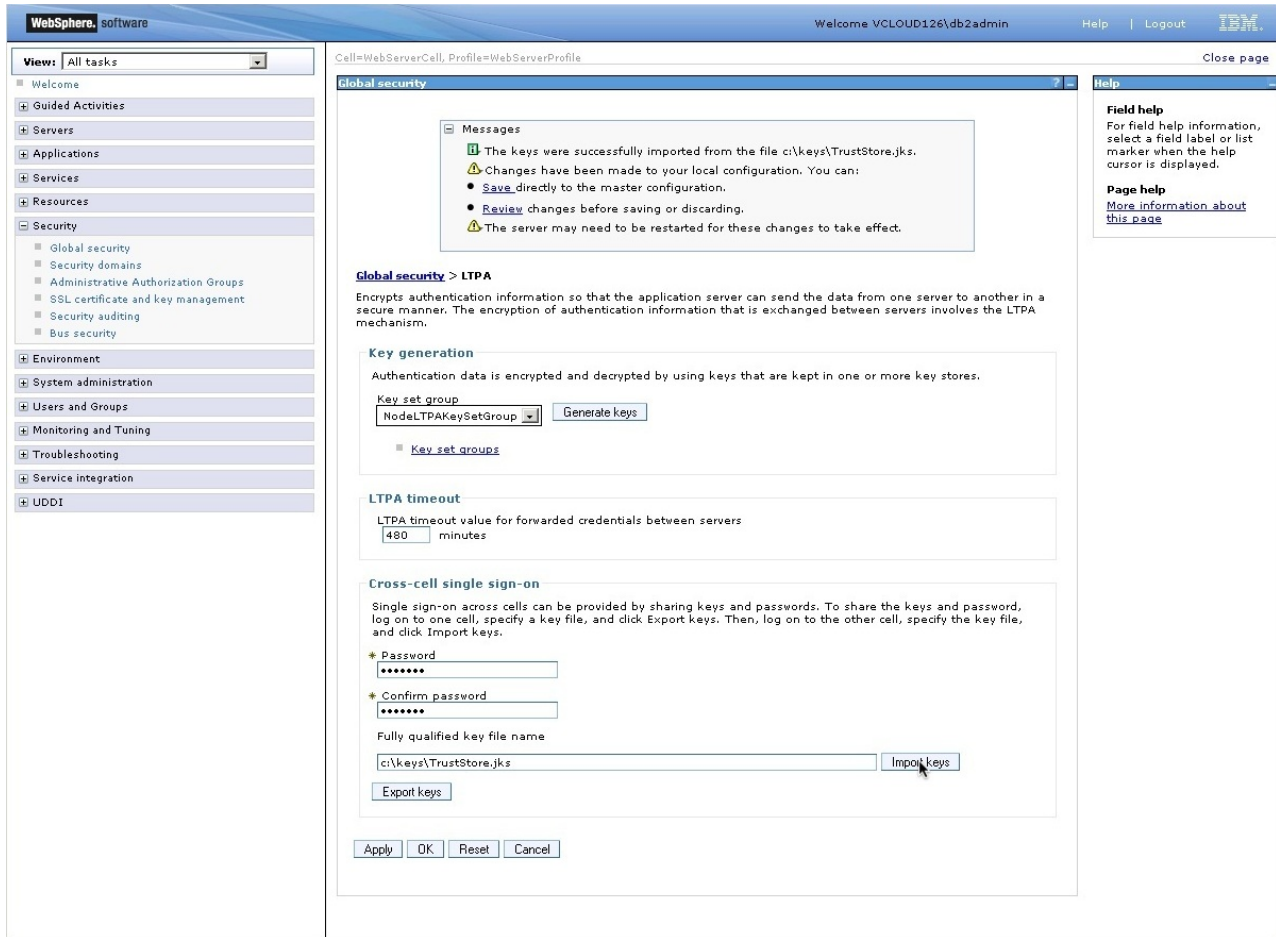 WebSphere. software
Welcome VCLOUD126\db2admin
Help | Logout
IBM.
View: All tasks
Welcome
Guided Activities
Servers
Applications
Services
Resources
Security
Global security
Security domains
Administrative Authorization Groups
SSL certificate and key management
Security auditing
Bus security
Environment
System administration
Users and Groups
Monitoring and Tuning
Troubleshooting
Service integration
UDDI
Cell=WebServerCell, Profile=WebServerProfile
Close page
Global security
? -
Messages
The keys were successfully imported from the file c:\keys\TrustStore.jks.
Changes have been made to your local configuration. You can:
Save directly to the master configuration.
Review changes before saving or discarding.
The server may need to be restarted for these changes to take effect.
Global security > LTPA
Encrypts authentication information so that the application server can send the data from one server to another in a
secure manner. The encryption of authentication information that is exchanged between servers involves the LTPA
mechanism.
Key generation
Authentication data is encrypted and decrypted by using keys that are kept in one or more key stores.
Key set group
NodeLTPAKeySetGroup
Generate keys
Key set groups
LTPA timeout
LTPA timeout value for forwarded credentials between servers
480 minutes
Cross-cell single sign-on
Single sign-on across cells can be provided by sharing keys and passwords. To share the keys and password,
log on to one cell, specify a key file, and click Export keys. Then, log on to the other cell, specify the key file,
and click Import keys.
* Password
•••••••
* Confirm password
•••••••
Fully qualified key file name
c:\keys\TrustStore.jks
Import keys
Export keys
Apply OK Reset Cancel
Help
Field help
For field help information,
select a field label or list
marker when the help
cursor is displayed.
Page help
More information about
this page